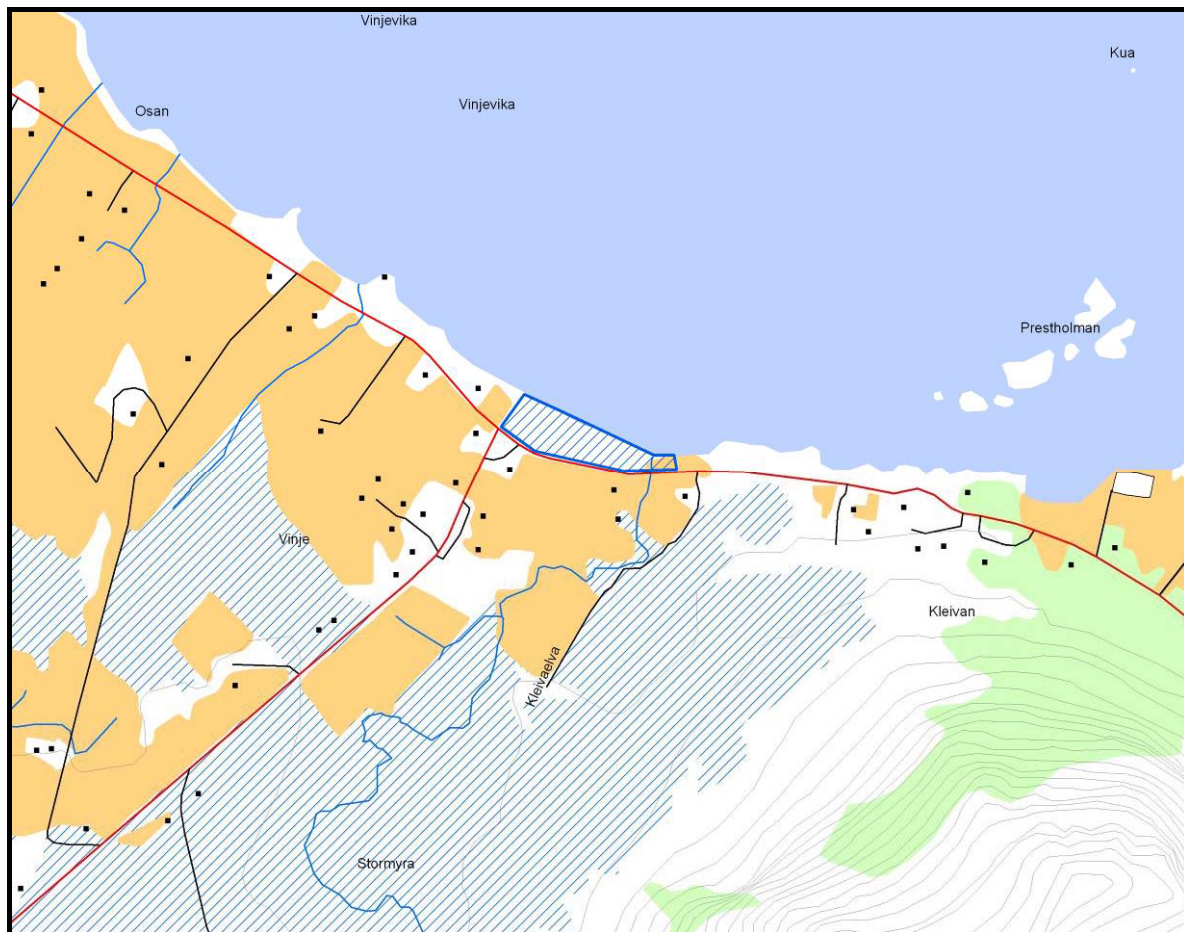 Vinjevika
Kua
Vinjevika
Osan
Prestholman
Vinje
Kleivan
Kleivaelva
Stormyra